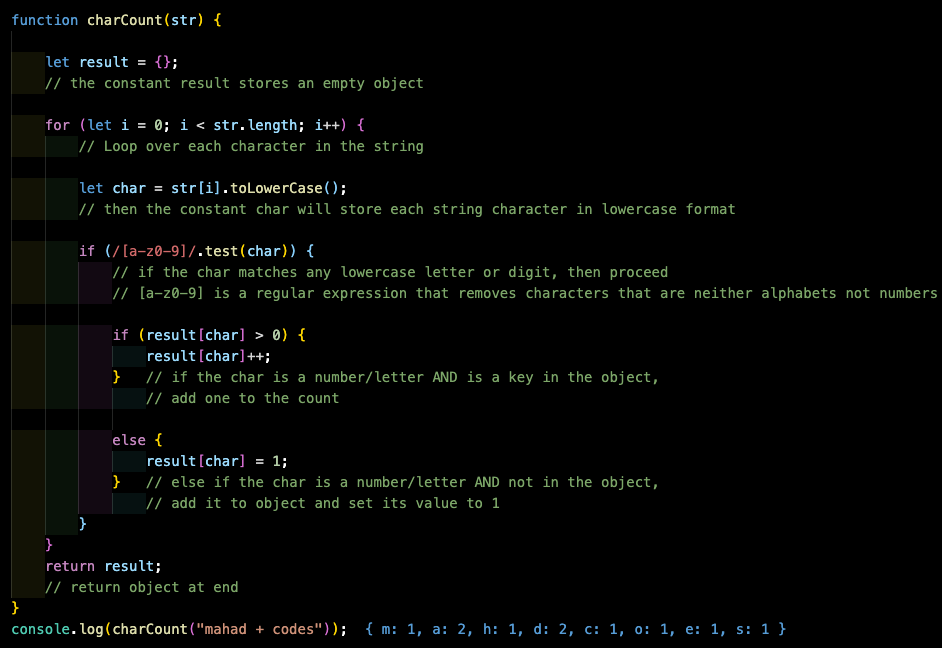 function charCount(str) {
let result = {};
// the constant result stores an empty object
for (let i = 0; i < str.length; i++) {
// Loop over each character in the string
let char = str[i].toLowerCase();
// then the constant char will store each string character in lowercase format
if (/[a-z0-9]/.test(char)) {
// if the char matches any lowercase letter or digit, then proceed
// [a-z0-9] is a regular expression that removes characters that are neither alphabets not numbers
if (result[char] > 0) {
result[char]++;
} // if the char is a number/letter AND is a key in the object,
// add one to the count
else {
result[char] = 1;
} // else if the char is a number/letter AND not in the object,
// add it to object and set its value to 1
}
}
return result;
// return object at end
}
console.log(charCount("mahad + codes")); { m: 1, a: 2, h: 1, d: 2, c: 1, o: 1, e: 1, s: 1 }